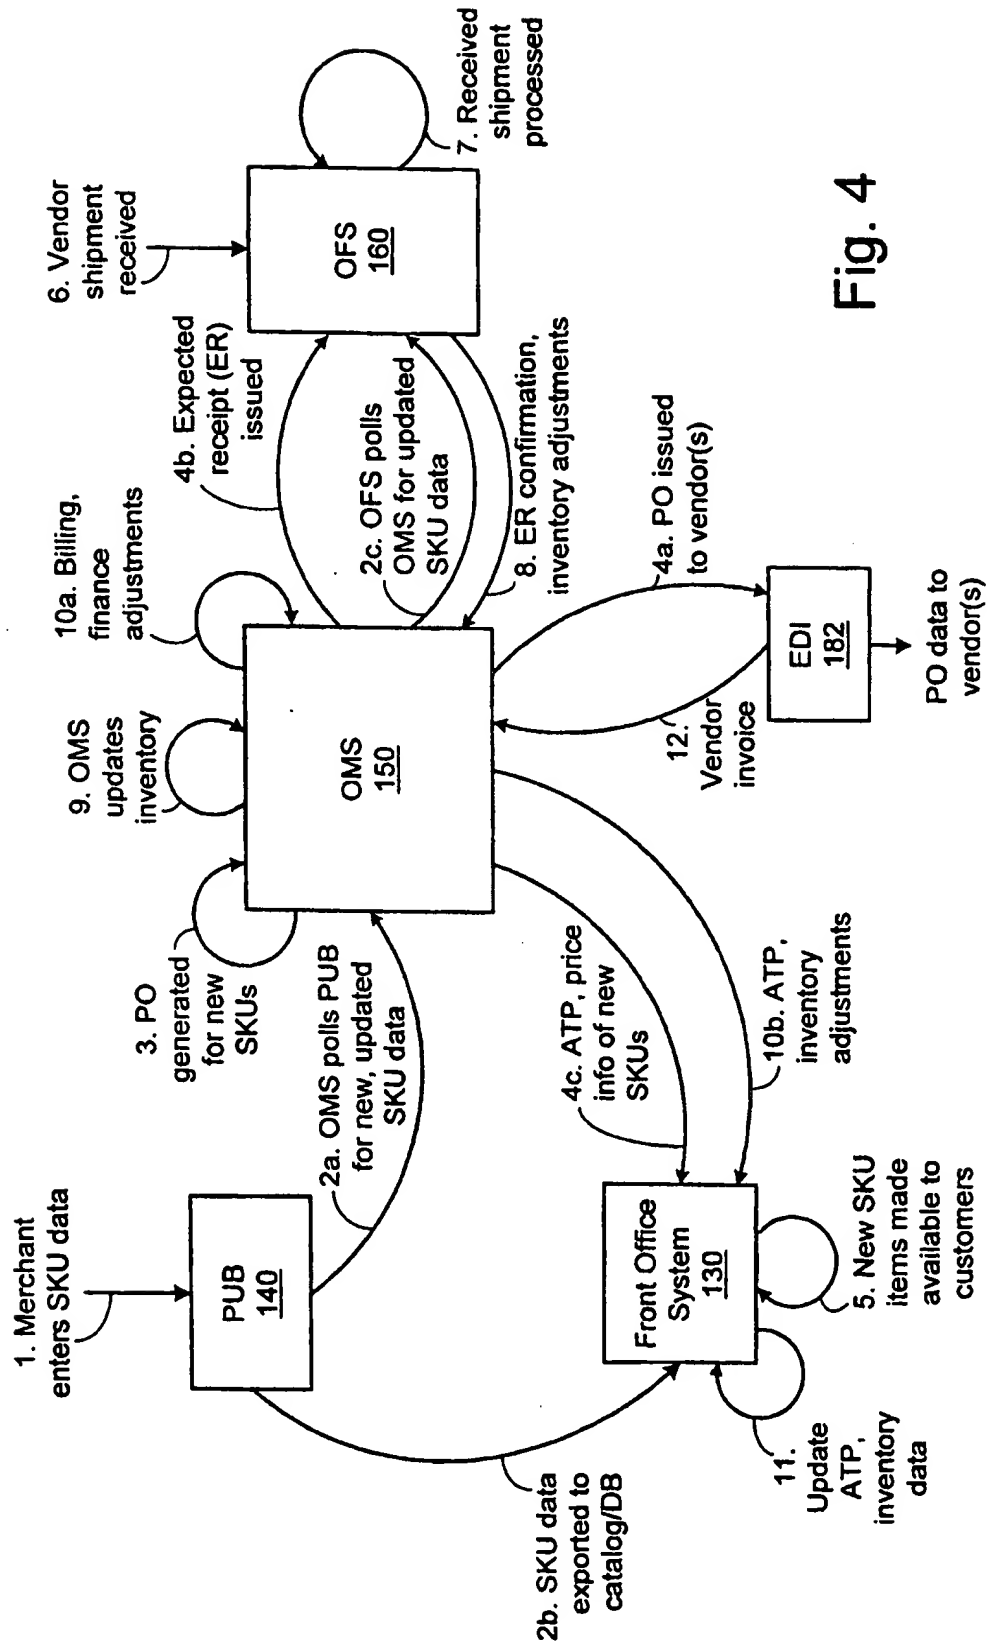 1. Merchant
enters SKU data
PUB
140
2a. OMS polls PUB
for new, updated
SKU data
2b. SKU data
exported to
catalog/DB
3. PO
generated
for new
SKUs
9. OMS
updates
inventory
10a. Billing,
finance
adjustments
OMS
150
4b. Expected
receipt (ER)
issued
2c. OFS polls
OMS for updated
SKU data
8. ER confirmation,
inventory adjustments
6. Vendor
shipment
received
OFS
160
7. Received
shipment
processed
4a. PO issued
to vendor(s)
12.
Vendor
invoice
EDI
182
PO data to
vendor(s)
4c. ATP, price
info of new
SKUs
10b. ATP,
inventory
adjustments
Front Office
System
130
5. New SKU
items made
available to
customers
11.
Update
ATP,
inventory
data
Fig. 4